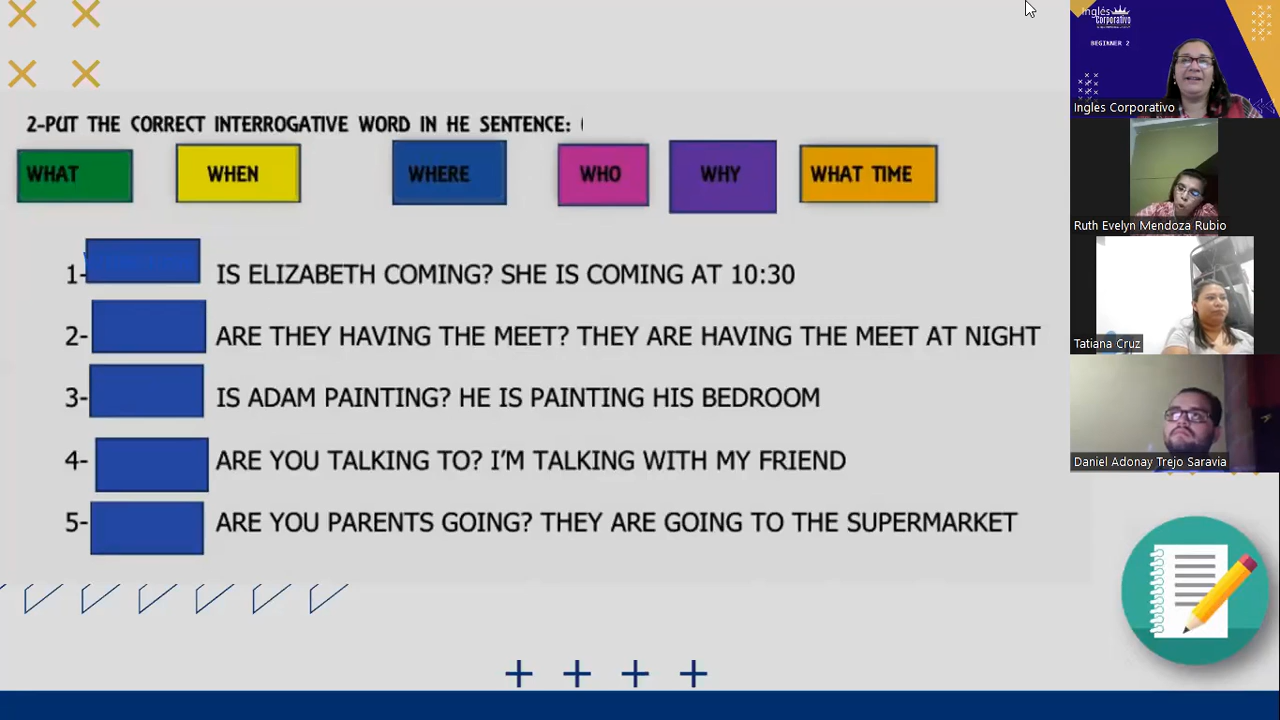 Inglés
Corporativo
BEGINNER 2
Ingles Corporativo
2-PUT THE CORRECT INTERROGATIVE WORD IN HE SENTENCE: (
WHAT WHEN WHERE WHO WHY WHAT TIME
1- IS ELIZABETH COMING? SHE IS COMING AT 10:30
2- ARE THEY HAVING THE MEET? THEY ARE HAVING THE MEET AT NIGHT
3- IS ADAM PAINTING? HE IS PAINTING HIS BEDROOM
4- ARE YOU TALKING TO? I'M TALKING WITH MY FRIEND
5- ARE YOU PARENTS GOING? THEY ARE GOING TO THE SUPERMARKET
Ruth Evelyn Mendoza Rubio
Tatiana Cruz
Daniel Adonay Trejo Saravia